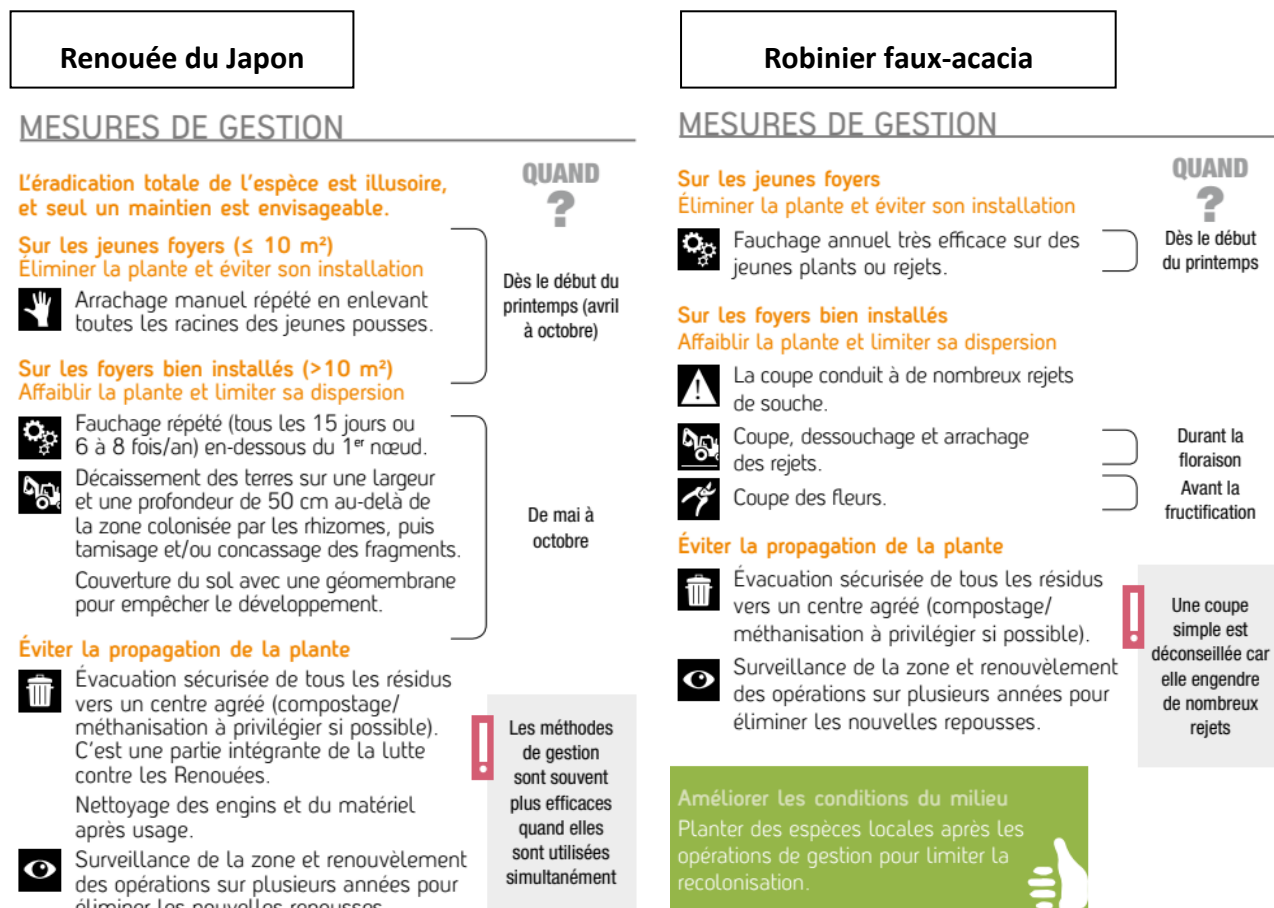 Renouée du Japon
MESURES DE GESTION
QUAND
?
L'éradication totale de l'espèce est illusoire,
et seul un maintien est envisageable.
Sur les jeunes foyers (≤ 10 m²)
Éliminer la plante et éviter son installation
Arrachage manuel répété en enlevant
toutes les racines des jeunes pousses.
Dès le début du
printemps (avril
à octobre)
Sur les foyers bien installés (>10 m²)
Affaiblir la plante et limiter sa dispersion
Fauchage répété (tous les 15 jours ou
6 à 8 fois/an) en-dessous du 1er nœud.
Décaissement des terres sur une largeur
et une profondeur de 50 cm au-delà de
la zone colonisée par les rhizomes, puis
tamisage et/ou concassage des fragments.
Couverture du sol avec une géomembrane
pour empêcher le développement.
De mai à
octobre
Éviter la propagation de la plante
Évacuation sécurisée de tous les résidus
vers un centre agréé (compostage/
méthanisation à privilégier si possible).
C'est une partie intégrante de la lutte
contre les Renouées.
Nettoyage des engins et du matériel
après usage.
Surveillance de la zone et renouvèlement
des opérations sur plusieurs années pour
éliminer les nouvelles repousses.
!
Les méthodes
de gestion
sont souvent
plus efficaces
quand elles
sont utilisées
simultanément
Robinier faux-acacia
MESURES DE GESTION
QUAND
?
Sur les jeunes foyers
Éliminer la plante et éviter son installation
Fauchage annuel très efficace sur des
jeunes plants ou rejets.
Dès le début
du printemps
Sur les foyers bien installés
Affaiblir la plante et limiter sa dispersion
!
La coupe conduit à de nombreux rejets
de souche.
Coupe, dessouchage et arrachage
des rejets.
Durant la
floraison
Coupe des fleurs.
Avant la
fructification
Éviter la propagation de la plante
Évacuation sécurisée de tous les résidus
vers un centre agréé (compostage/
méthanisation à privilégier si possible).
Surveillance de la zone et renouvèlement
des opérations sur plusieurs années pour
éliminer les nouvelles repousses.
!
Une coupe
simple est
déconseillée car
elle engendre
de nombreux
rejets
Améliorer les conditions du milieu
Planter des espèces locales après les
opérations de gestion pour limiter la
recolonisation.